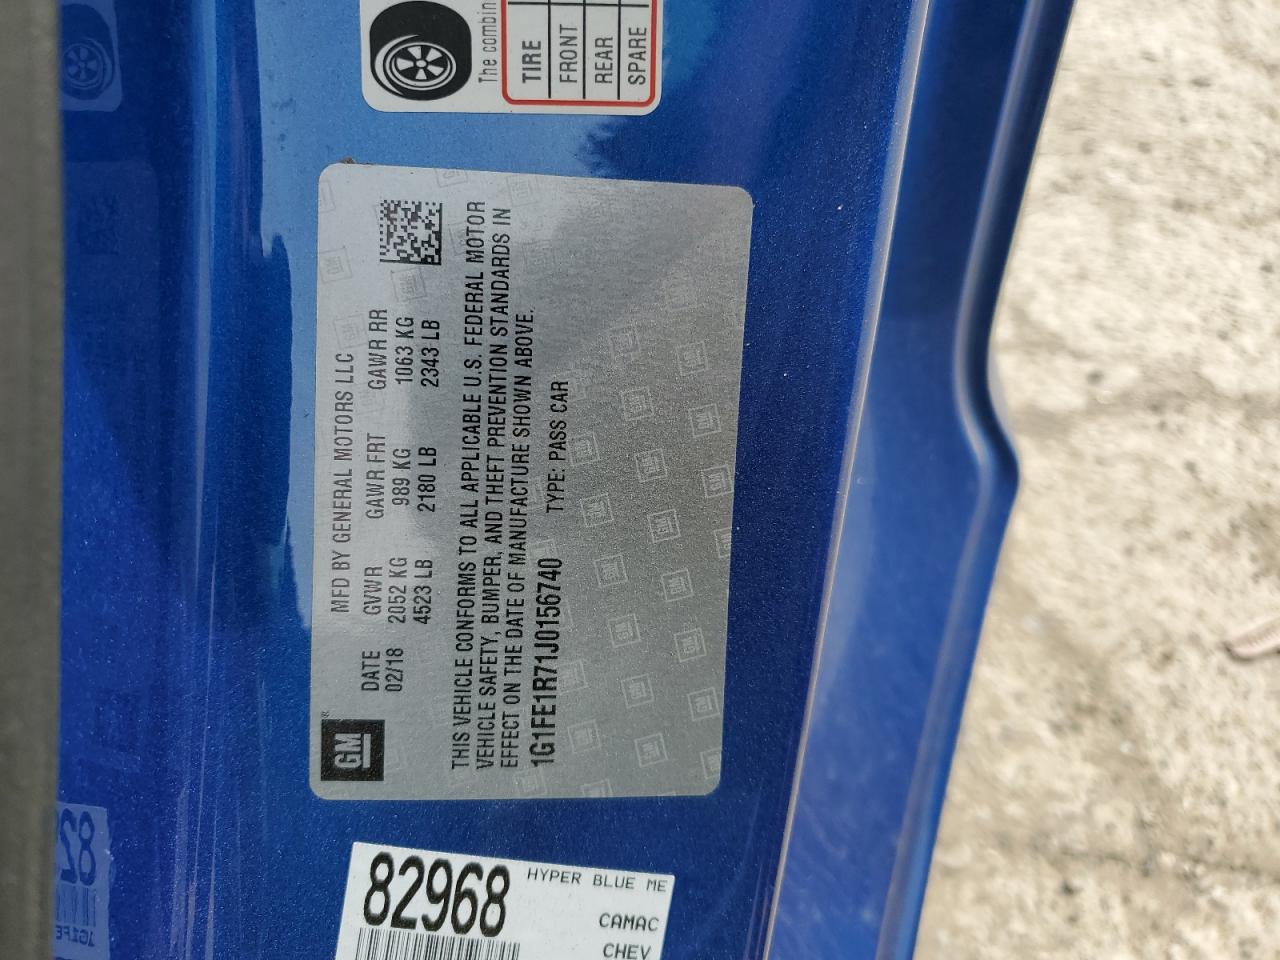 The combin
TIRE
FRONT
REAR
SPARE
GM
MFD BY GENERAL MOTORS LLC
DATE GVWR GAWR FRT GAWR RR
02/18 2052 KG 989 KG 1063 KG
4523 LB 2180 LB 2343 LB
THIS VEHICLE CONFORMS TO ALL APPLICABLE U.S. FEDERAL MOTOR
VEHICLE SAFETY, BUMPER, AND THEFT PREVENTION STANDARDS IN
EFFECT ON THE DATE OF MANUFACTURE SHOWN ABOVE.
1G1FE1R71J0156740 TYPE: PASS CAR
82968
HYPER BLUE ME
CAMAC
CHEV